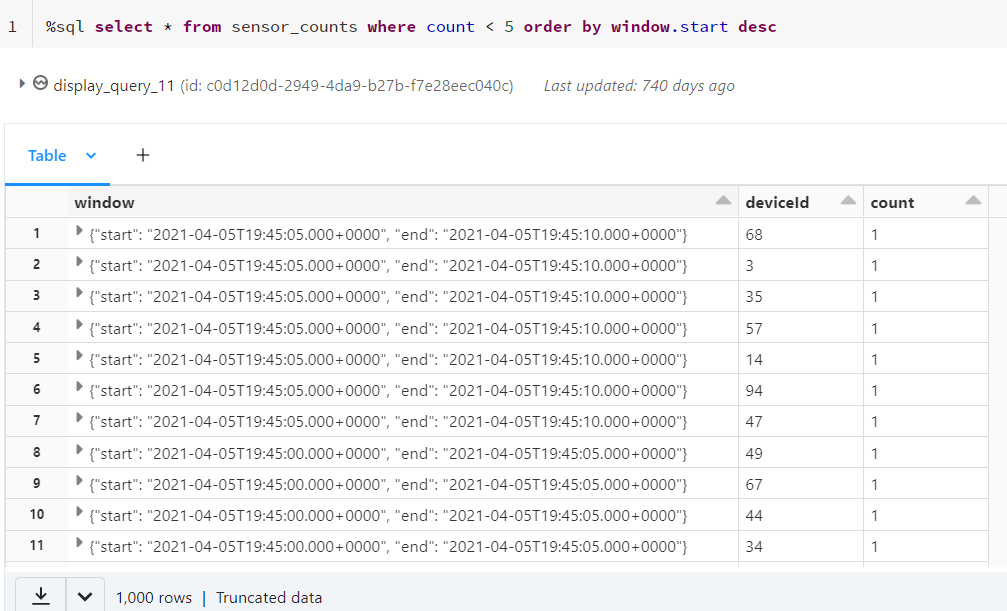 1 %sql select * from sensor_counts where count < 5 order by window.start desc
display_query_11 (id: c0d12d0d-2949-4da9-b27b-f7e28eec040c) Last updated: 740 days ago
Table +
window deviceId count
1 {"start": "2021-04-05T19:45:05.000+0000", "end": "2021-04-05T19:45:10.000+0000"} 68 1
2 {"start": "2021-04-05T19:45:05.000+0000", "end": "2021-04-05T19:45:10.000+0000"} 3 1
3 {"start": "2021-04-05T19:45:05.000+0000", "end": "2021-04-05T19:45:10.000+0000"} 35 1
4 {"start": "2021-04-05T19:45:05.000+0000", "end": "2021-04-05T19:45:10.000+0000"} 57 1
5 {"start": "2021-04-05T19:45:05.000+0000", "end": "2021-04-05T19:45:10.000+0000"} 14 1
6 {"start": "2021-04-05T19:45:05.000+0000", "end": "2021-04-05T19:45:10.000+0000"} 94 1
7 {"start": "2021-04-05T19:45:05.000+0000", "end": "2021-04-05T19:45:10.000+0000"} 47 1
8 {"start": "2021-04-05T19:45:00.000+0000", "end": "2021-04-05T19:45:05.000+0000"} 49 1
9 {"start": "2021-04-05T19:45:00.000+0000", "end": "2021-04-05T19:45:05.000+0000"} 67 1
10 {"start": "2021-04-05T19:45:00.000+0000", "end": "2021-04-05T19:45:05.000+0000"} 44 1
11 {"start": "2021-04-05T19:45:00.000+0000", "end": "2021-04-05T19:45:05.000+0000"} 34 1
1,000 rows | Truncated data